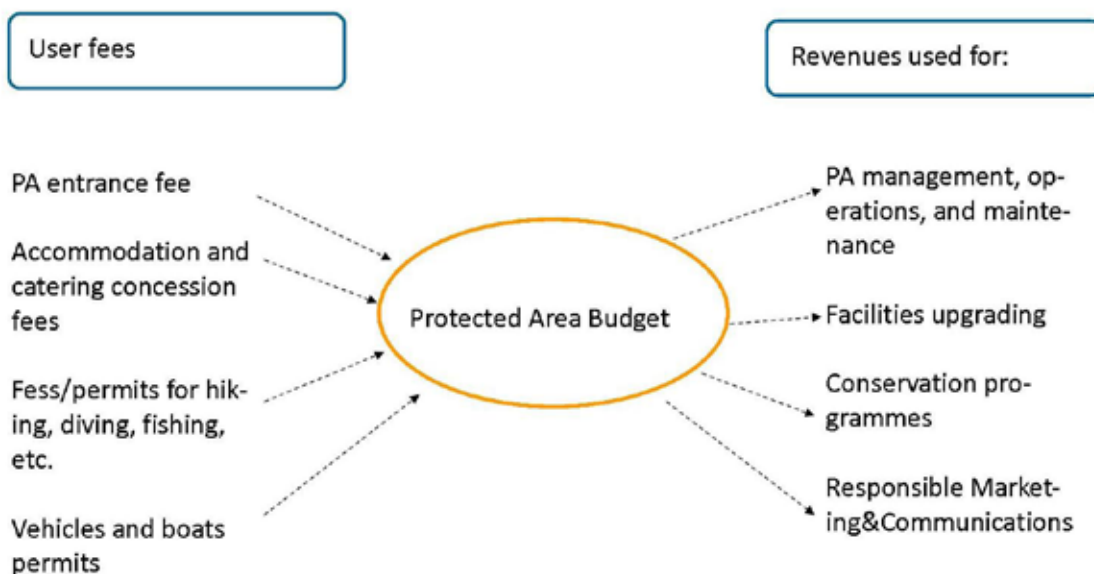 User fees
Revenues used for:
PA entrance fee
Accommodation and
catering concession
fees
Fess/permits for hik-
ing, diving, fishing,
etc.
Vehicles and boats
permits
Protected Area Budget
PA management, op-
erations, and mainte-
nance
Facilities upgrading
Conservation pro-
grammes
Responsible Market-
ing&Communications